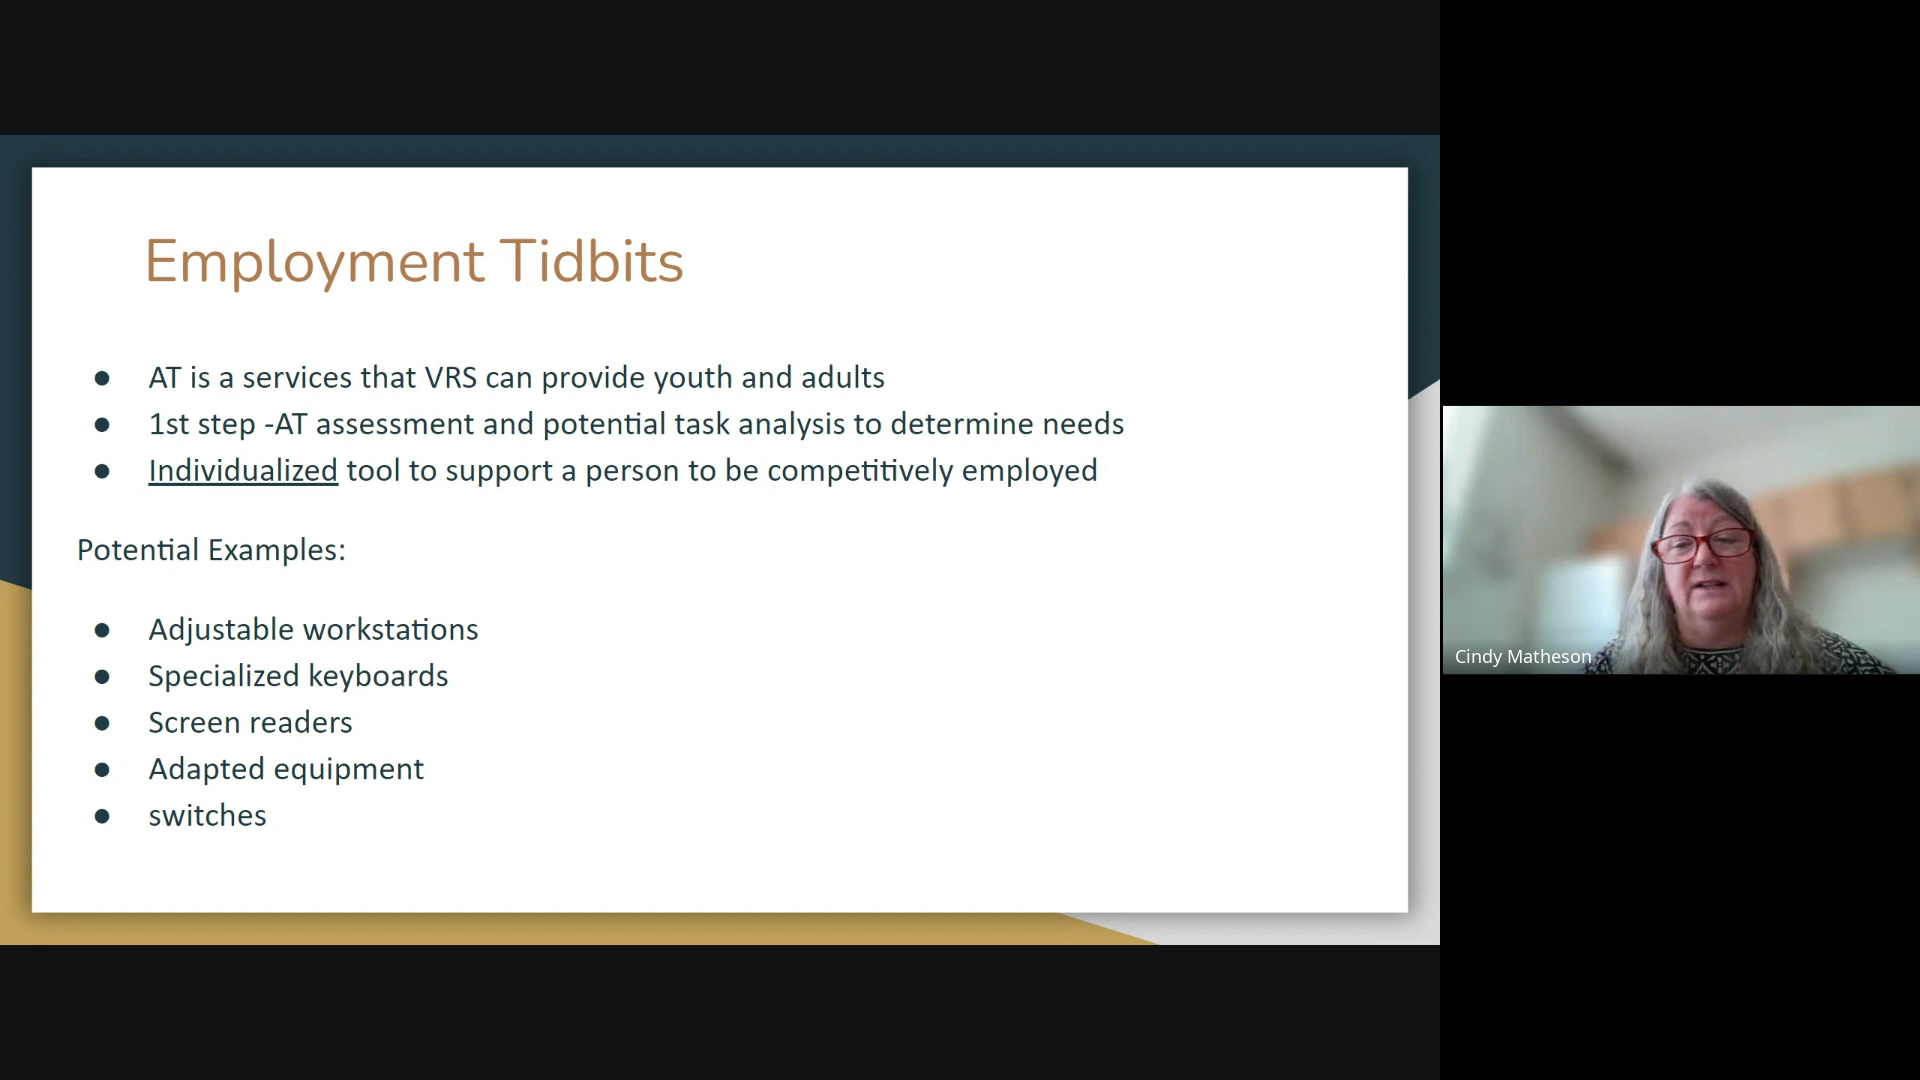 Employment Tidbits
● AT is a services that VRS can provide youth and adults
● 1st step -AT assessment and potential task analysis to determine needs
● Individualized tool to support a person to be competitively employed
Potential Examples:
● Adjustable workstations
● Specialized keyboards
● Screen readers
● Adapted equipment
● switches
Cindy Matheson